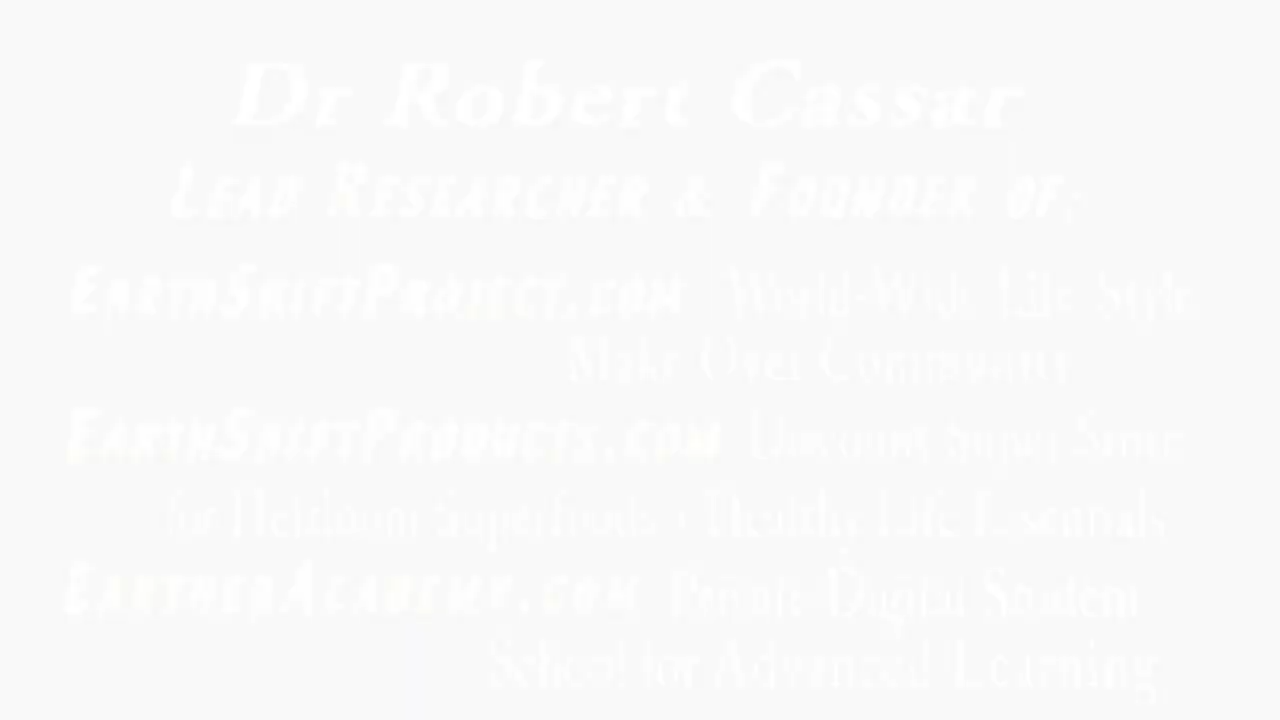 Dr Robert Cassar
LEAD RESEARCHER & FOUNDER OF:
EARTHSHIFTPROJECT.COM World-Wide Life Style
Make Over Community
EARTHSHIFTPRODUCTS.COM Discount Super Store
for Heirloom Superfoods + Healthy Life Essentials
EARTHERACADEMY.COM Private Digital Student
School for Advanced Learning